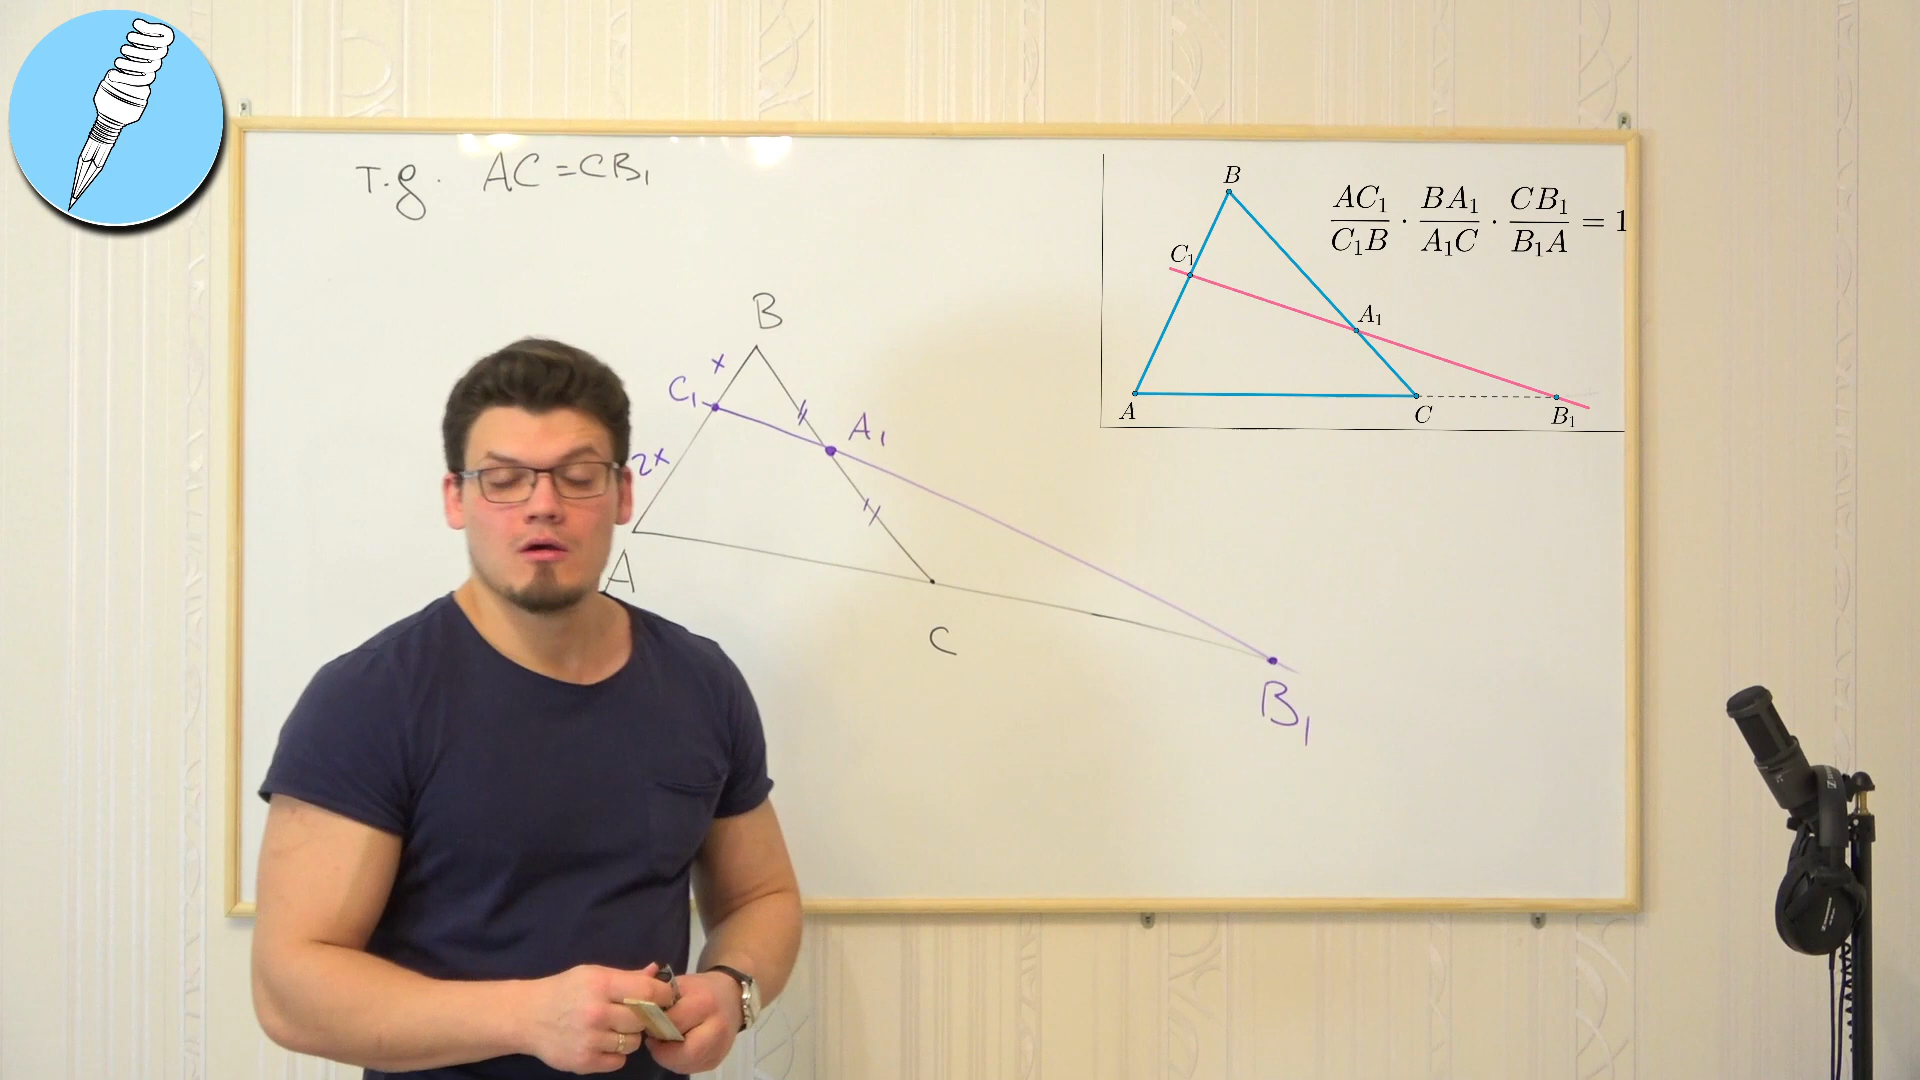 т.д. AC = CB₁
B
x
C₁
A₁
2x
A
C
B₁
B
AC₁/C₁B · BA₁/A₁C · CB₁/B₁A = 1
C₁
A₁
A
C
B₁